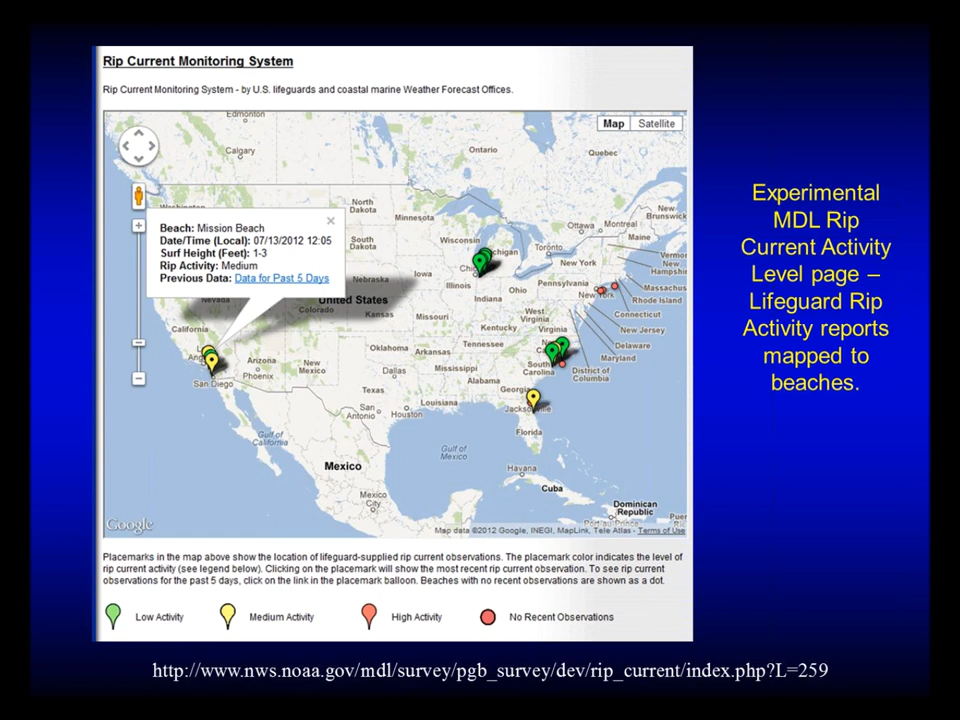 Rip Current Monitoring System
Rip Current Monitoring System - by U.S. lifeguards and coastal marine Weather Forecast Offices.
Edmonton
Map Satellite
Calgary
Ontario
Quebec
Washington
North
Dakota
Minnesota
Ottawa Montreal
New
Brunswick
Beach: Mission Beach
Date/Time (Local): 07/13/2012 12:05
Surf Height (Feet): 1-3
Rip Activity: Medium
Previous Data: Data for Past 5 Days
South
Dakota
Wisconsin
Toronto
Maine
Vermont
New
Hampshire
New York
Nebraska
Illinois
Indiana
Ohio
Pennsylvania
New York
Rhode Island
Connecticut
New Jersey
Nevada
United States
Colorado
Kansas
Missouri
West
Virginia
Kentucky
Virginia
Delaware
Maryland
District of
Columbia
California
Arizona
Phoenix
New
Mexico
Oklahoma
Arkansas
Tennessee
South
Carolina
San Diego
Dallas
Mississippi
Alabama
Georgia
Texas
Louisiana
Jacksonville
San
Antonio
Houston
Florida
Gulf of
California
Gulf of
Mexico
Mexico
Havana
Cuba
Mexico
City
Dominican
Republic
Port-au-Prince
Google
Map data ©2012 Google, INEGI, MapLink, Tele Atlas - Terms of Use
Placemarks in the map above show the location of lifeguard-supplied rip current observations. The placemark color indicates the level of
rip current activity (see legend below). Clicking on the placemark will show the most recent rip current observation. To see rip current
observations for the past 5 days, click on the link in the placemark balloon. Beaches with no recent observations are shown as a dot.
Low Activity Medium Activity High Activity No Recent Observations
Experimental
MDL Rip
Current Activity
Level page –
Lifeguard Rip
Activity reports
mapped to
beaches.
http://www.nws.noaa.gov/mdl/survey/pgb_survey/dev/rip_current/index.php?L=259